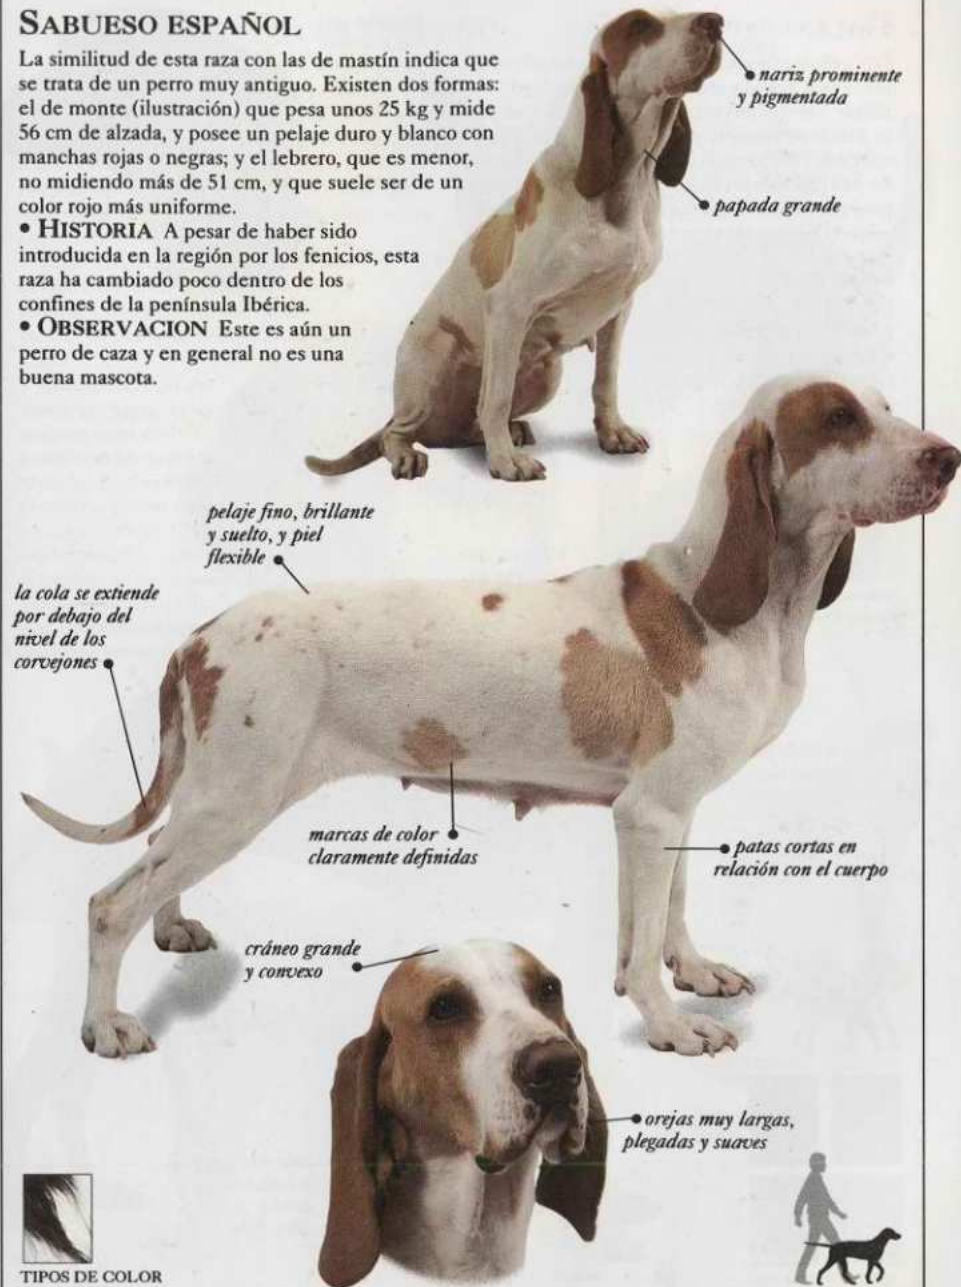 SABUESO ESPAÑOL
La similitud de esta raza con las de mastín indica que
se trata de un perro muy antiguo. Existen dos formas:
el de monte (ilustración) que pesa unos 25 kg y mide
56 cm de alzada, y posee un pelaje duro y blanco con
manchas rojas o negras; y el lebrero, que es menor,
no midiendo más de 51 cm, y que suele ser de un
color rojo más uniforme.
• HISTORIA A pesar de haber sido
introducida en la región por los fenicios, esta
raza ha cambiado poco dentro de los
confines de la península Ibérica.
• OBSERVACION Este es aún un
perro de caza y en general no es una
buena mascota.
nariz prominente
y pigmentada
papada grande
pelaje fino, brillante
y suelto, y piel
flexible
la cola se extiende
por debajo del
nivel de los
corvejones
marcas de color
claramente definidas
patas cortas en
relación con el cuerpo
cráneo grande
y convexo
orejas muy largas,
plegadas y suaves
TIPOS DE COLOR